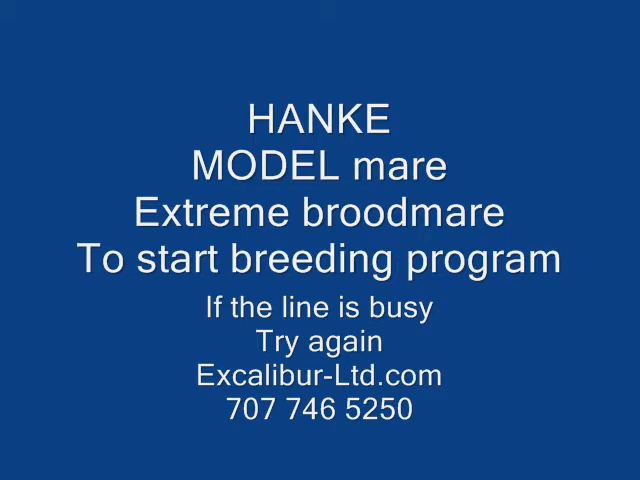 HANKE
MODEL mare
Extreme broodmare
To start breeding program
If the line is busy
Try again
Excalibur-Ltd.com
707 746 5250